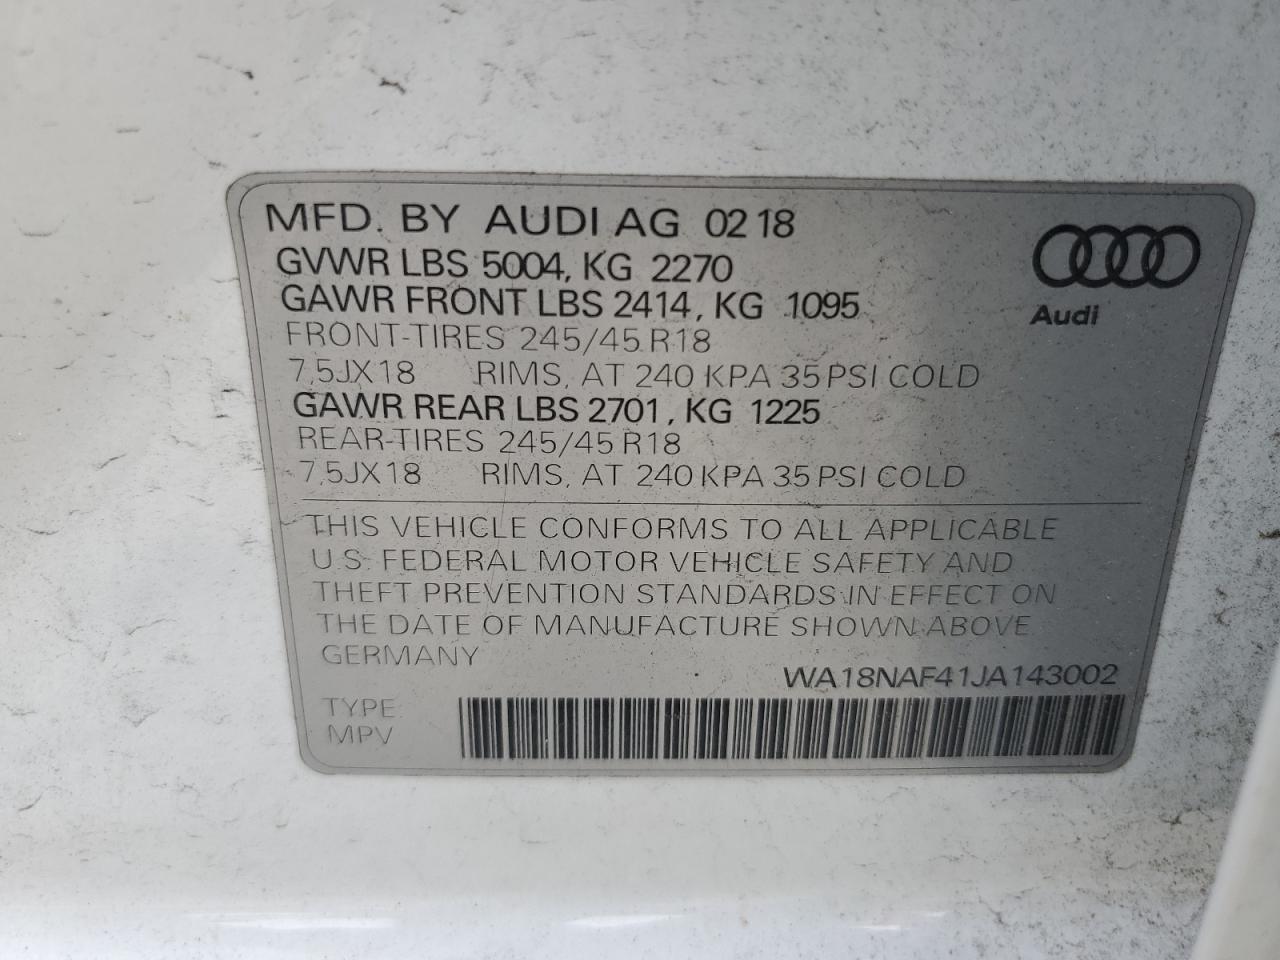 MFD. BY AUDI AG 02 18
GVWR LBS 5004, KG 2270
GAWR FRONT LBS 2414, KG 1095
Audi
FRONT-TIRES 245/45 R18
7,5JX18 RIMS, AT 240 KPA 35 PSI COLD
GAWR REAR LBS 2701, KG 1225
REAR-TIRES 245/45 R18
7,5JX18 RIMS, AT 240 KPA 35 PSI COLD
THIS VEHICLE CONFORMS TO ALL APPLICABLE
U.S. FEDERAL MOTOR VEHICLE SAFETY AND
THEFT PREVENTION STANDARDS IN EFFECT ON
THE DATE OF MANUFACTURE SHOWN ABOVE
GERMANY
WA18NAF41JA143002
TYPE
MPV